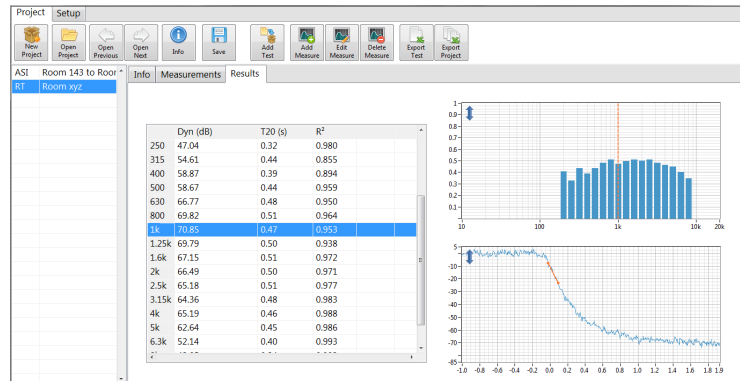 Project Setup
New Project
Open Project
Open Previous
Open Next
Info
Save
Add Test
Add Measure
Edit Measure
Delete Measure
Export Test
Export Project
ASI Room 143 to Roor
RT Room xyz
Info Measurements Results
Dyn (dB) T20 (s) R²
250 47.04 0.32 0.980
315 54.61 0.44 0.855
400 58.87 0.39 0.894
500 58.67 0.44 0.959
630 66.77 0.48 0.950
800 69.82 0.51 0.964
1k 70.85 0.47 0.953
1.25k 69.79 0.50 0.938
1.6k 67.15 0.51 0.972
2k 66.49 0.50 0.971
2.5k 65.18 0.51 0.977
3.15k 64.36 0.48 0.983
4k 65.19 0.46 0.988
5k 62.64 0.45 0.986
6.3k 52.14 0.40 0.993
1
0.9
0.8
0.7
0.6
0.5
0.4
0.3
0.2
0.1
10 100 1k 10k 20k
5
-10
-20
-30
-40
-50
-60
-70
-85
-1.0 -0.8 -0.6 -0.4 -0.2 0.0 0.2 0.4 0.6 0.8 1.0 1.2 1.4 1.6 1.8 1.9